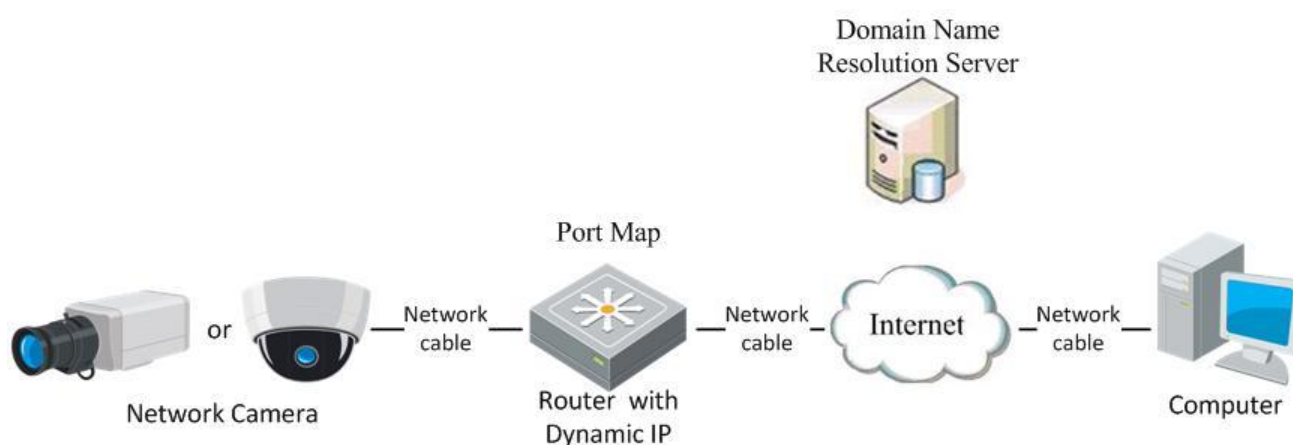 Domain Name
Resolution Server
Port Map
or
Network
cable
Network
cable
Internet
Network
cable
Network Camera
Router with
Dynamic IP
Computer